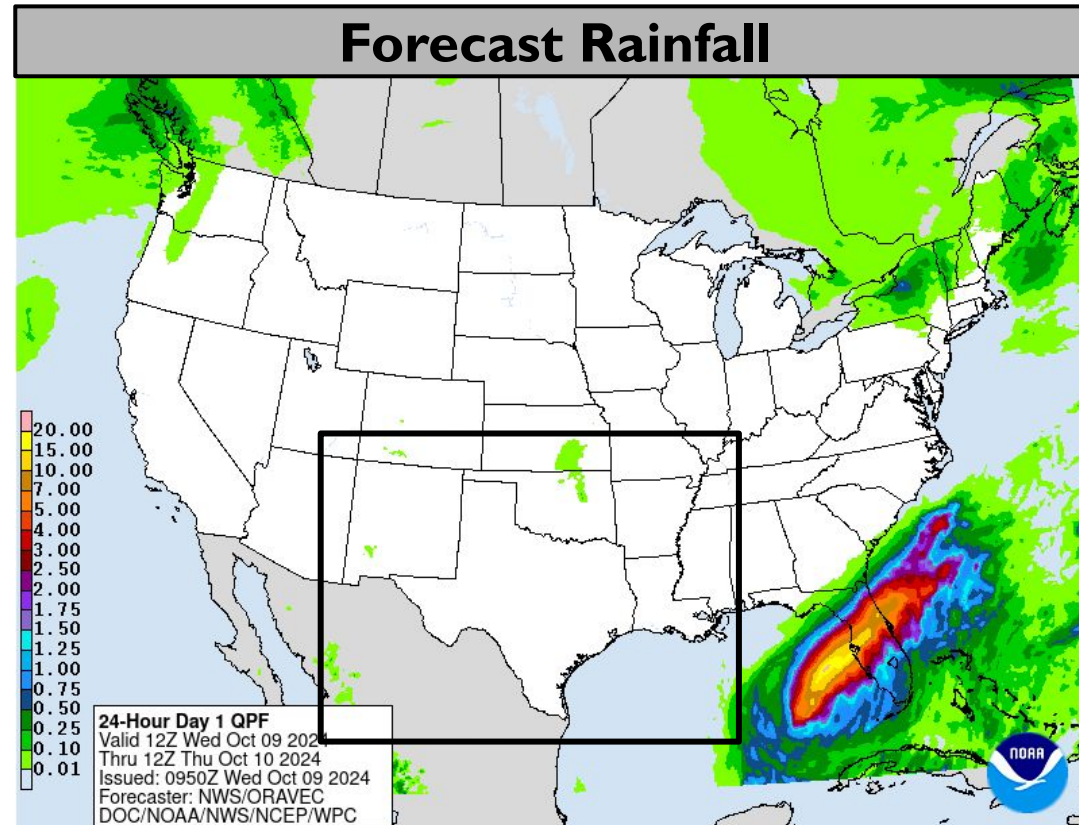 Forecast Rainfall
20.00
15.00
10.00
7.00
5.00
4.00
3.00
2.50
2.00
1.75
1.50
1.25
1.00
0.75
0.50
0.25
0.10
0.01
24-Hour Day 1 QPF
Valid 12Z Wed Oct 09 2024
Thru 12Z Thu Oct 10 2024
Issued: 0950Z Wed Oct 09 2024
Forecaster: NWS/ORAVEC
DOC/NOAA/NWS/NCEP/WPC
NOAA